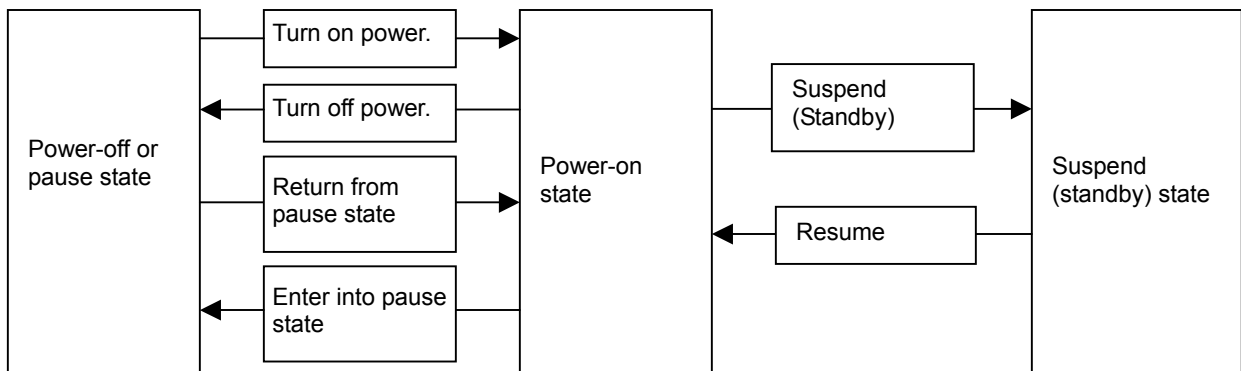 Power-off or
pause state
Turn on power.
Turn off power.
Return from
pause state
Enter into pause
state
Power-on
state
Suspend
(Standby)
Resume
Suspend
(standby) state